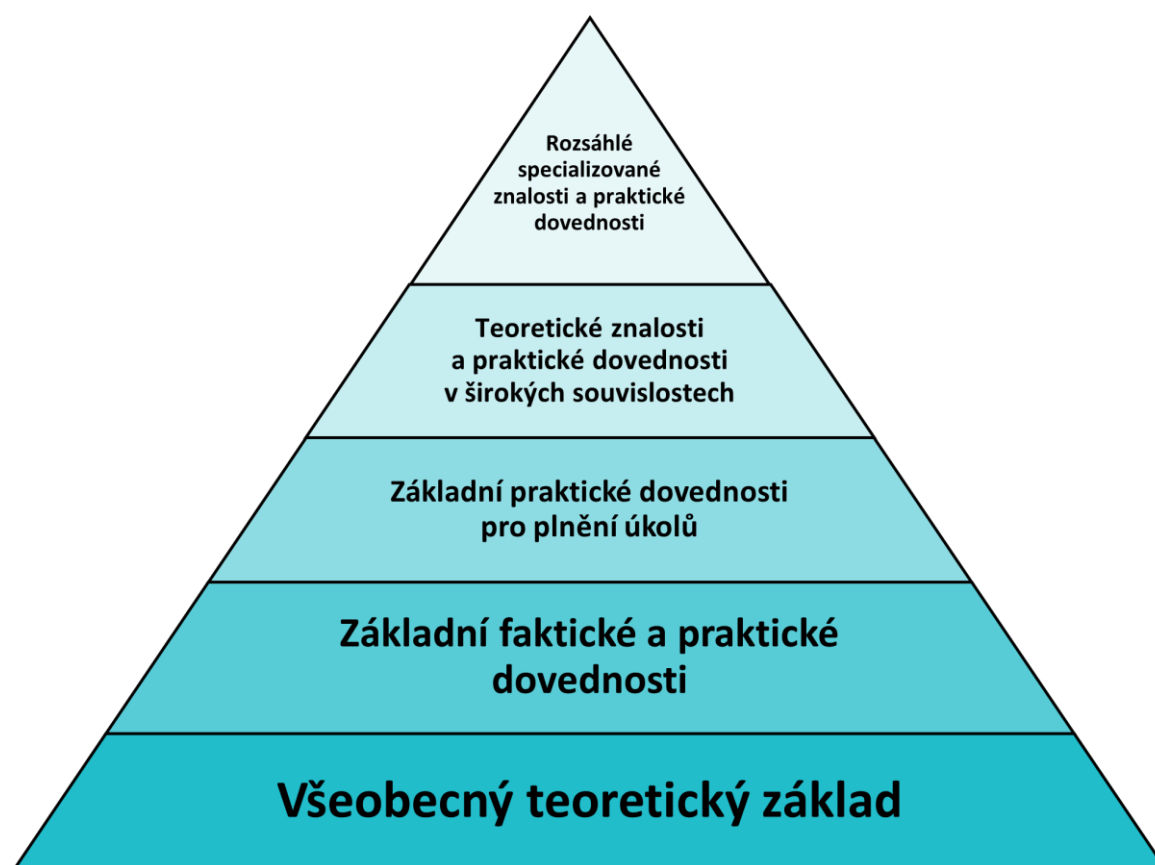 Rozsáhlé
specializované
znalosti a praktické
dovednosti
Teoretické znalosti
a praktické dovednosti
v širokých souvislostech
Základní praktické dovednosti
pro plnění úkolů
Základní faktické a praktické
dovednosti
Všeobecný teoretický základ